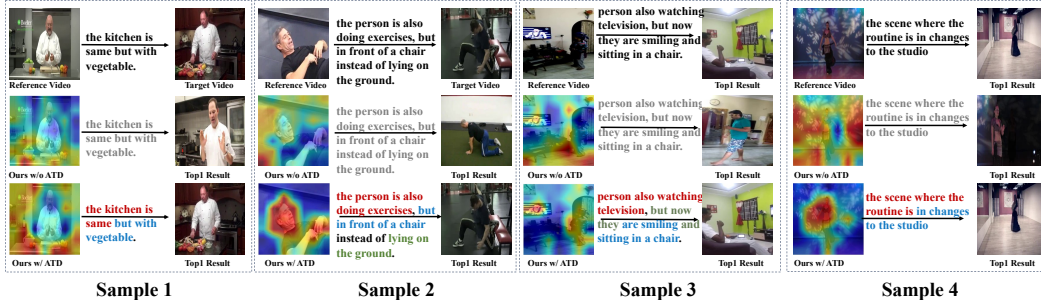 the kitchen is
same but with
vegetable.
Reference Video
Target Video
the kitchen is
same but with
vegetable.
Ours w/o ATD
Top1 Result
the kitchen is
same but with
vegetable.
Ours w/ ATD
Top1 Result
Sample 1
the person is also
doing exercises, but
in front of a chair
instead of lying on
the ground.
Reference Video
Target Video
the person is also
doing exercises, but
in front of a chair
instead of lying on
the ground.
Ours w/o ATD
Top1 Result
the person is also
doing exercises, but
in front of a chair
instead of lying on
the ground.
Ours w/ ATD
Top1 Result
Sample 2
person also watching
television, but now
they are smiling and
sitting in a chair.
Reference Video
Top1 Result
person also watching
television, but now
they are smiling and
sitting in a chair.
Ours w/o ATD
Top1 Result
person also watching
television, but now
they are smiling and
sitting in a chair.
Ours w/ ATD
Top1 Result
Sample 3
the scene where the
routine is in changes
to the studio
Reference Video
Top1 Result
the scene where the
routine is in changes
to the studio
Ours w/o ATD
Top1 Result
the scene where the
routine is in changes
to the studio
Ours w/ ATD
Top1 Result
Sample 4